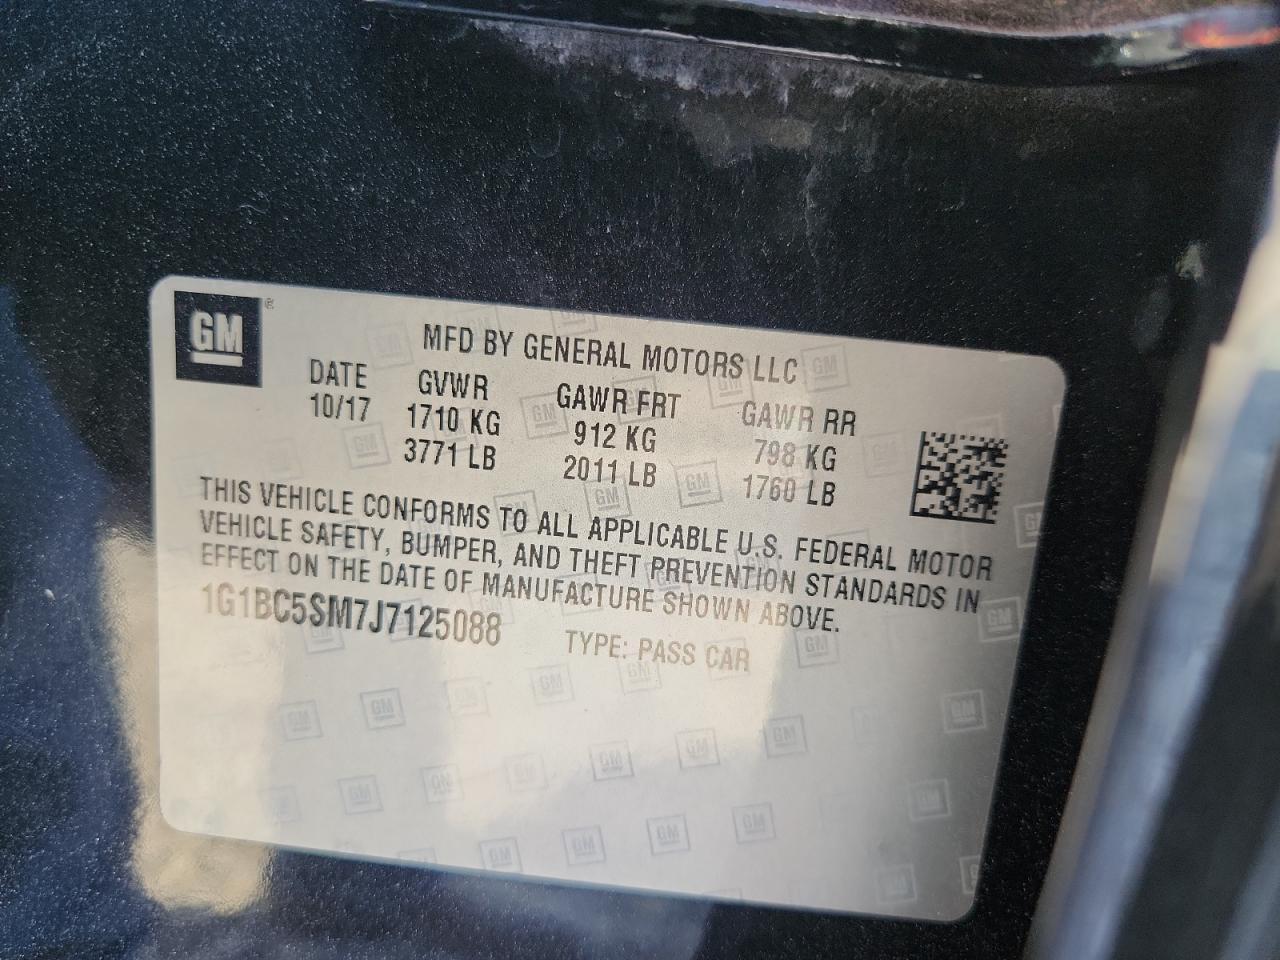 GM ®
MFD BY GENERAL MOTORS LLC
DATE GVWR GAWR FRT GAWR RR
10/17 1710 KG 912 KG 798 KG
3771 LB 2011 LB 1760 LB
THIS VEHICLE CONFORMS TO ALL APPLICABLE U.S. FEDERAL MOTOR
VEHICLE SAFETY, BUMPER, AND THEFT PREVENTION STANDARDS IN
EFFECT ON THE DATE OF MANUFACTURE SHOWN ABOVE.
1G1BC5SM7J7125088 TYPE: PASS CAR